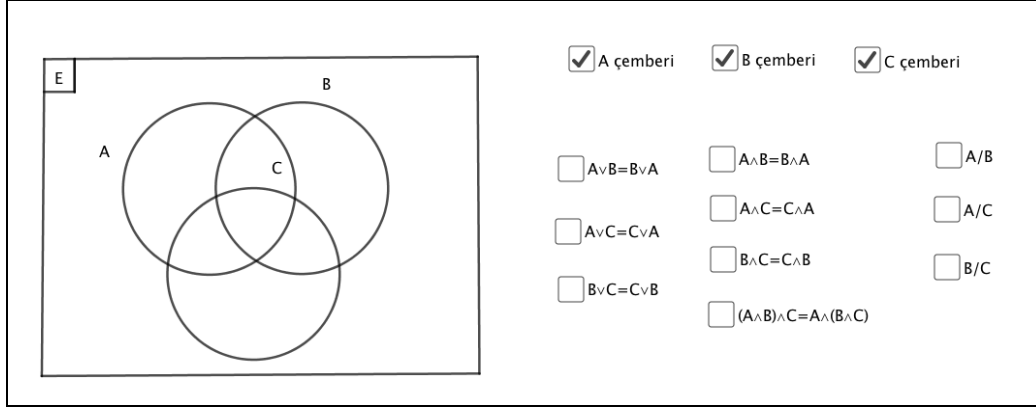 E
A
B
C
A çemberi
B çemberi
C çemberi
A∨B=B∨A
A∧B=B∧A
A/B
A∨C=C∨A
A∧C=C∧A
A/C
B∨C=C∨B
B∧C=C∧B
B/C
(A∧B)∧C=A∧(B∧C)